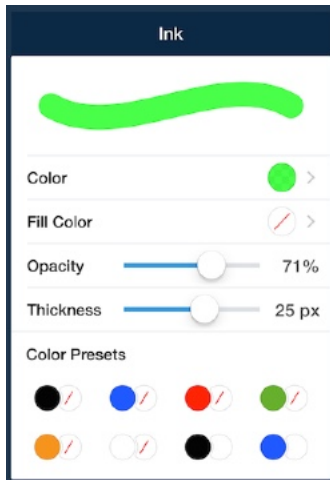 Ink
Color
Fill Color
Opacity 71%
Thickness 25 px
Color Presets